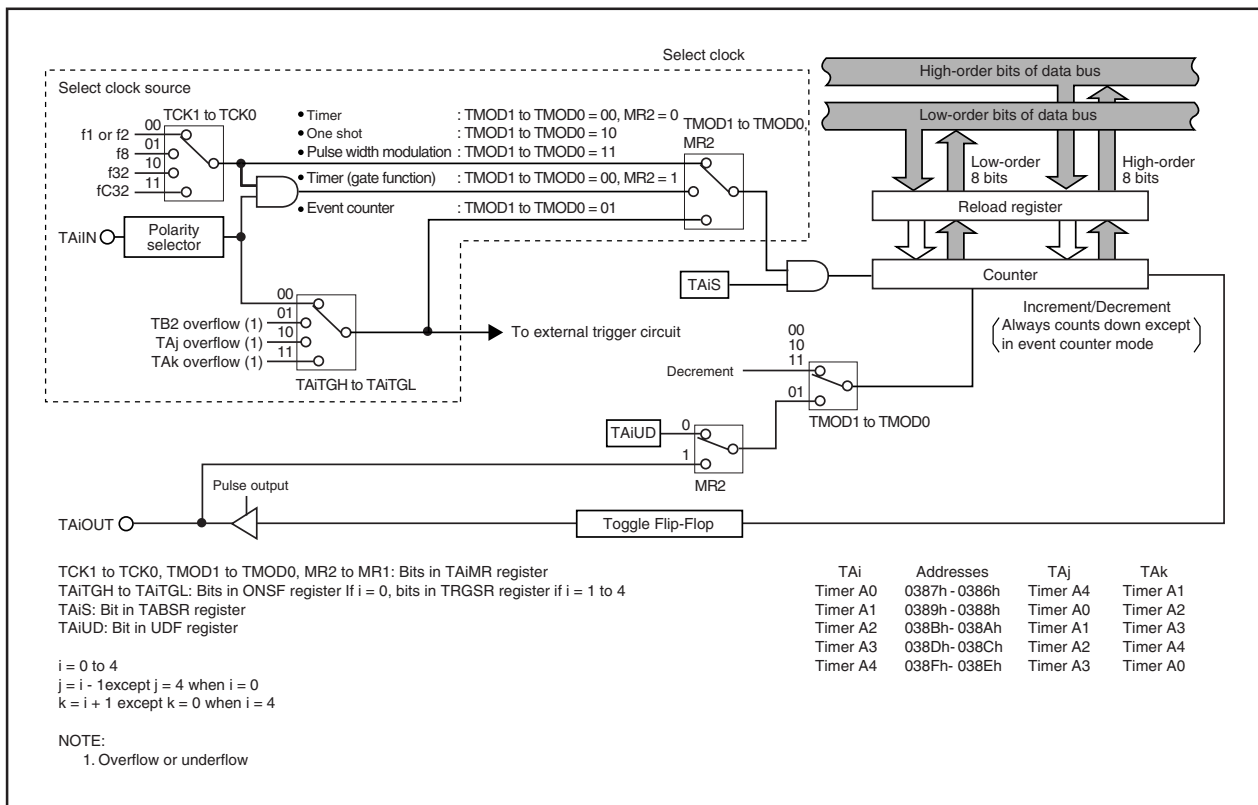 Select clock
Select clock source
TCK1 to TCK0
00
f1 or f2
01
f8
10
f32
11
fC32
• Timer : TMOD1 to TMOD0 = 00, MR2 = 0
• One shot : TMOD1 to TMOD0 = 10
• Pulse width modulation : TMOD1 to TMOD0 = 11
• Timer (gate function) : TMOD1 to TMOD0 = 00, MR2 = 1
• Event counter : TMOD1 to TMOD0 = 01
TMOD1 to TMOD0,
MR2
High-order bits of data bus
Low-order bits of data bus
Low-order
8 bits
High-order
8 bits
Reload register
Counter
Increment/Decrement
(Always counts down except
in event counter mode)
TAiIN
Polarity
selector
TAiS
00
01
TB2 overflow (1)
10
TAj overflow (1)
11
TAk overflow (1)
TAiTGH to TAiTGL
To external trigger circuit
00
10
11
Decrement
01
TMOD1 to TMOD0
TAiUD
0
1
MR2
Pulse output
TAiOUT
Toggle Flip-Flop
TCK1 to TCK0, TMOD1 to TMOD0, MR2 to MR1: Bits in TAiMR register
TAiTGH to TAiTGL: Bits in ONSF register If i = 0, bits in TRGSR register if i = 1 to 4
TAiS: Bit in TABSR register
TAiUD: Bit in UDF register
i = 0 to 4
j = i - 1except j = 4 when i = 0
k = i + 1 except k = 0 when i = 4
NOTE:
1. Overflow or underflow
TAi Addresses TAj TAk
Timer A0 0387h - 0386h Timer A4 Timer A1
Timer A1 0389h - 0388h Timer A0 Timer A2
Timer A2 038Bh- 038Ah Timer A1 Timer A3
Timer A3 038Dh- 038Ch Timer A2 Timer A4
Timer A4 038Fh- 038Eh Timer A3 Timer A0